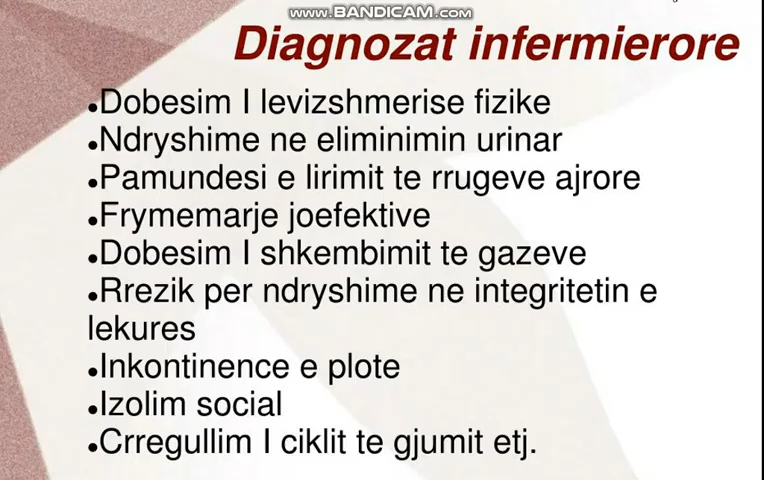 www.BANDICAM.com
Diagnozat infermierore
●Dobesim I levizshmerise fizike
●Ndryshime ne eliminimin urinar
●Pamundesi e lirimit te rrugeve ajrore
●Frymemarje joefektive
●Dobesim I shkembimit te gazeve
●Rrezik per ndryshime ne integritetin e
lekures
●Inkontinence e plote
●Izolim social
●Crregullim I ciklit te gjumit etj.